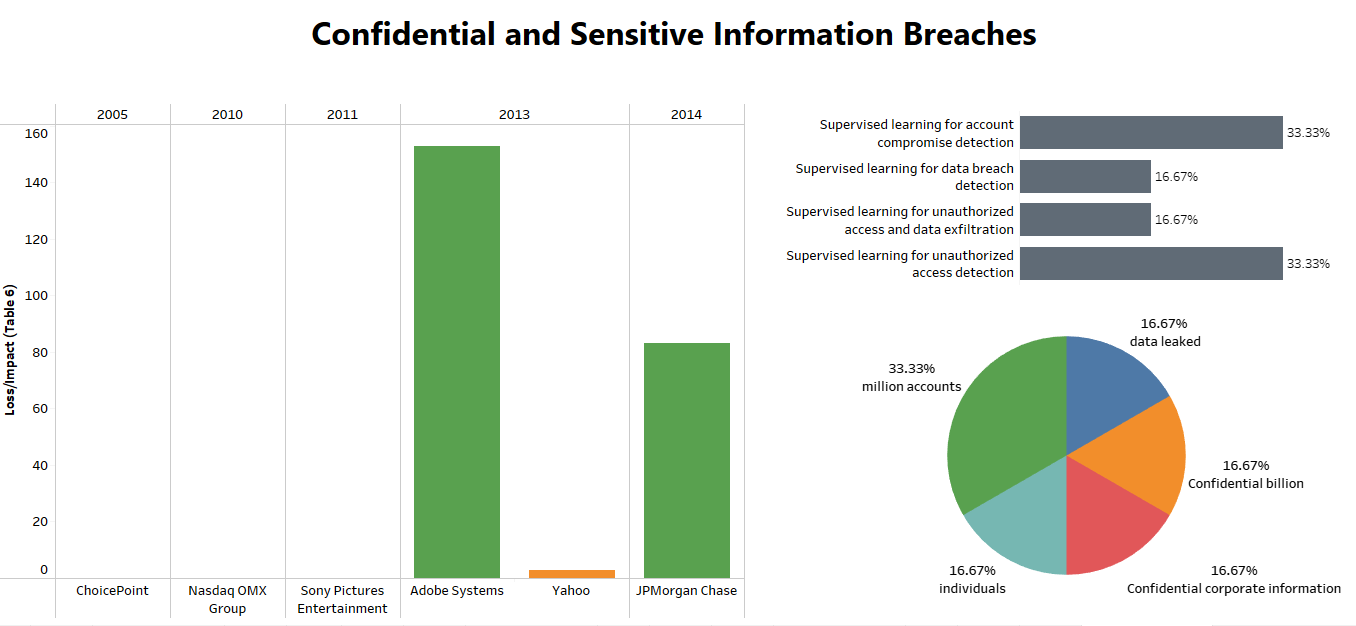 Confidential and Sensitive Information Breaches
2005
2010
2011
2013
2014
Loss/Impact (Table 6)
160
140
120
100
80
60
40
20
0
ChoicePoint
Nasdaq OMX
Group
Sony Pictures
Entertainment
Adobe Systems
Yahoo
JPMorgan Chase
Supervised learning for account
compromise detection
33.33%
Supervised learning for data breach
detection
16.67%
Supervised learning for unauthorized
access and data exfiltration
16.67%
Supervised learning for unauthorized
access detection
33.33%
16.67%
data leaked
33.33%
million accounts
16.67%
Confidential billion
16.67%
individuals
16.67%
Confidential corporate information